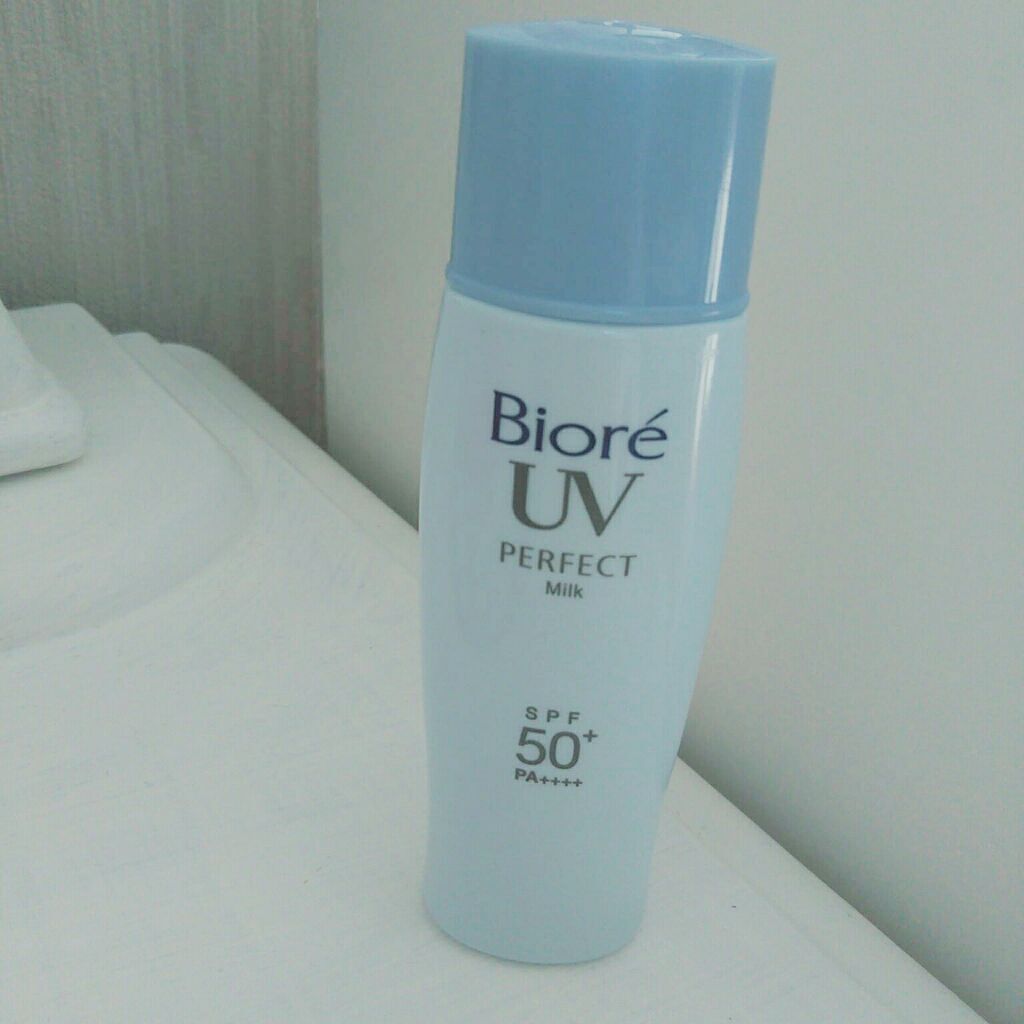 Bioré
UV
PERFECT
Milk
SPF
50+
PA++++